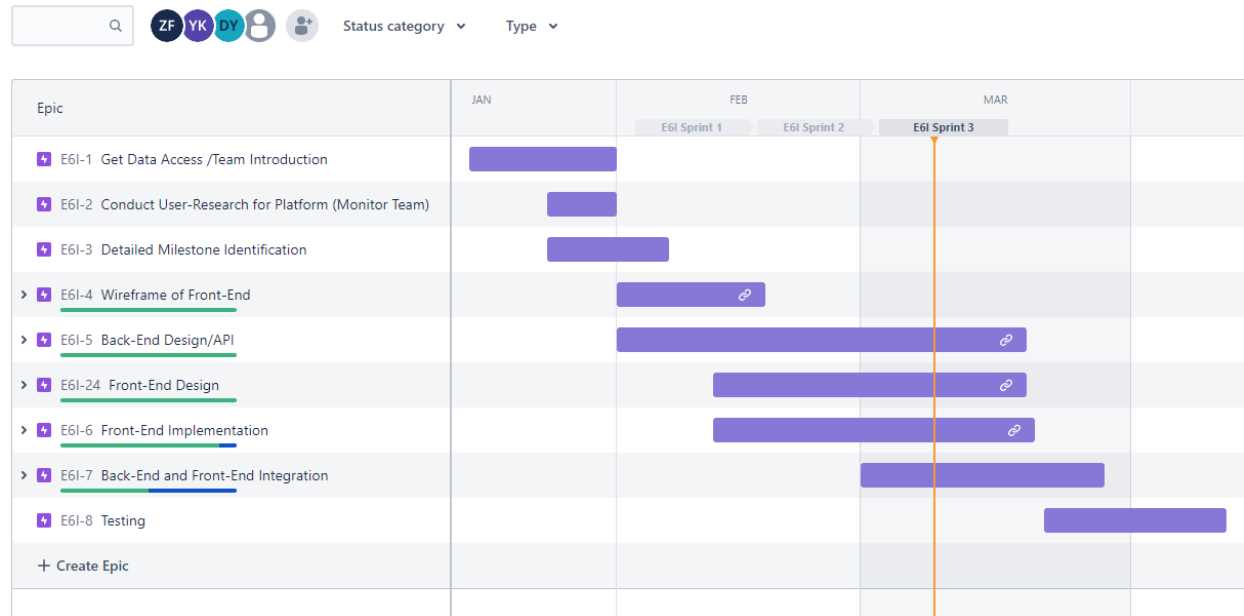 ZF YK DY Status category Type
Epic JAN FEB MAR
E6I Sprint 1 E6I Sprint 2 E6I Sprint 3
E6I-1 Get Data Access /Team Introduction
E6I-2 Conduct User-Research for Platform (Monitor Team)
E6I-3 Detailed Milestone Identification
E6I-4 Wireframe of Front-End
E6I-5 Back-End Design/API
E6I-24 Front-End Design
E6I-6 Front-End Implementation
E6I-7 Back-End and Front-End Integration
E6I-8 Testing
+ Create Epic